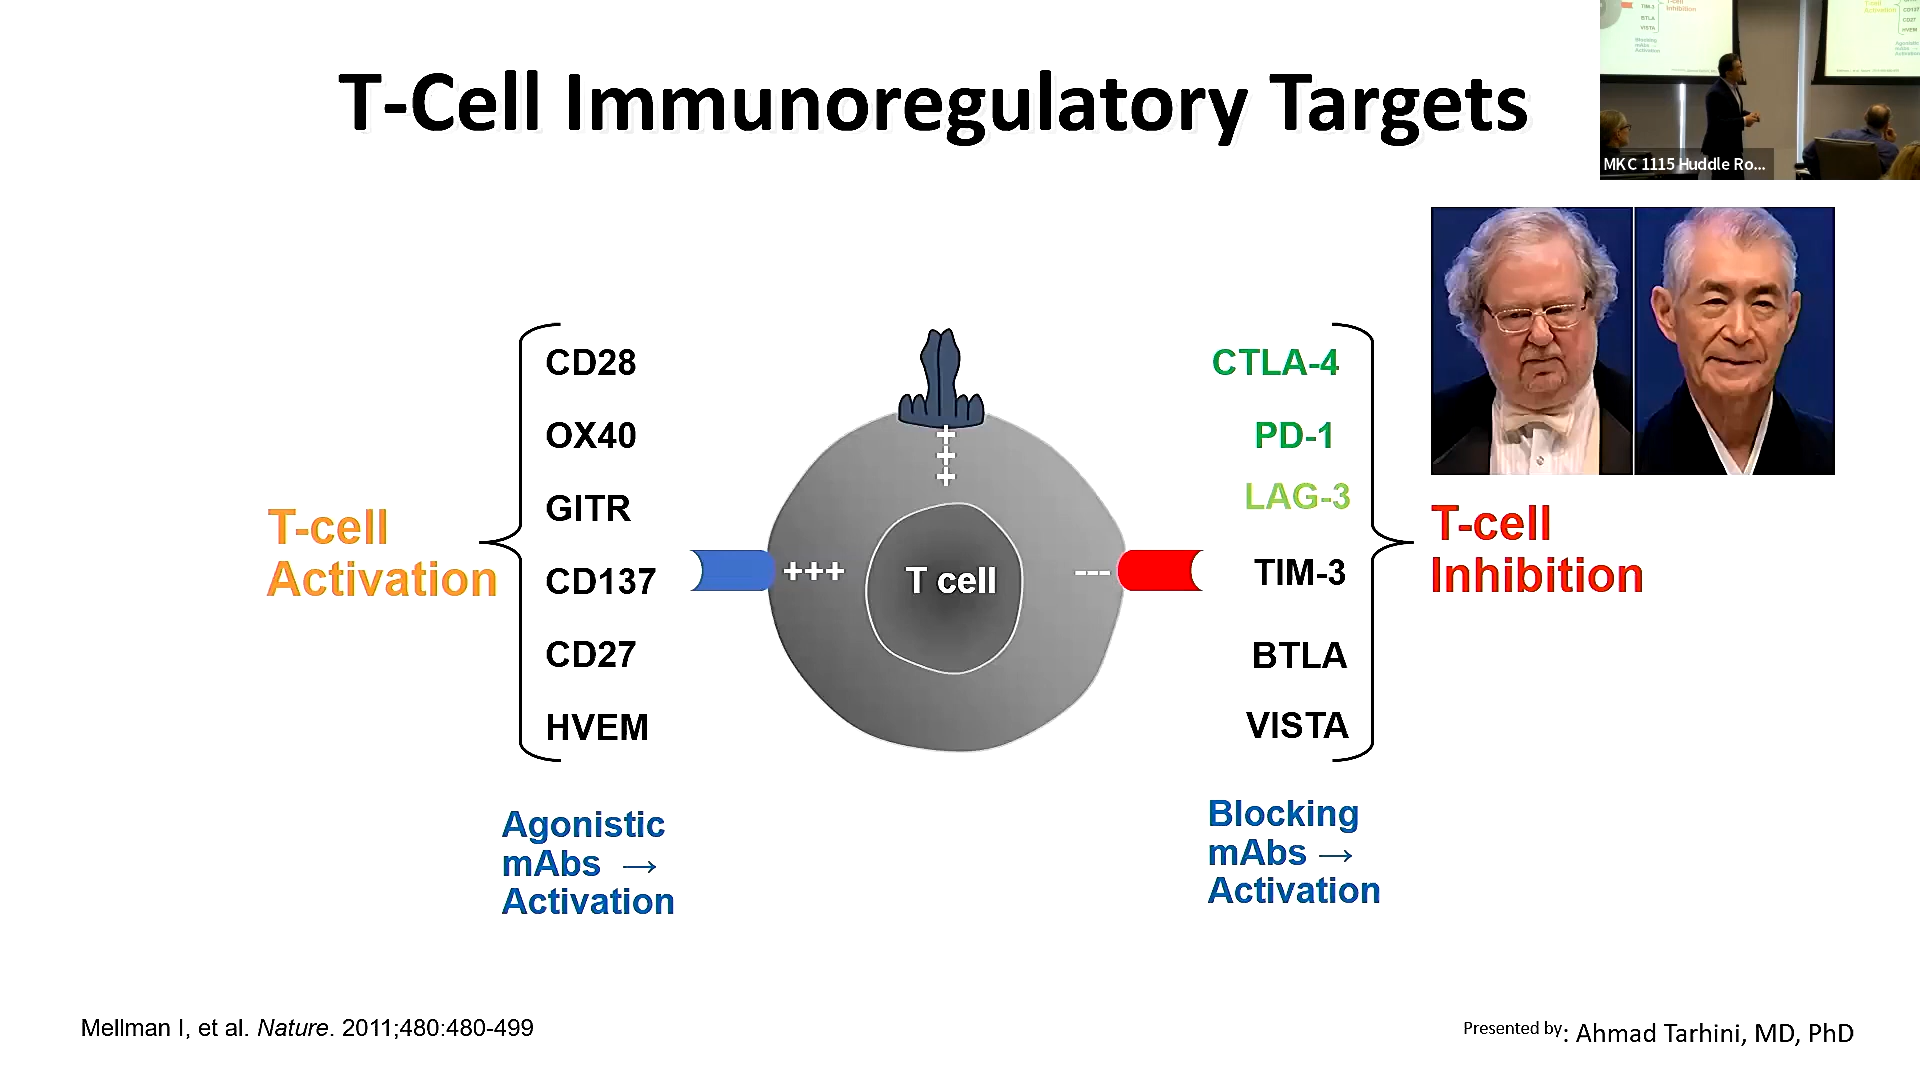 T-Cell Immunoregulatory Targets
MKC 1115 Huddle Ro...
T-cell
Activation
CD28
OX40
GITR
CD137
CD27
HVEM
+
+
+
+++
T cell
---
CTLA-4
PD-1
LAG-3
TIM-3
BTLA
VISTA
T-cell
Inhibition
Agonistic
mAbs →
Activation
Blocking
mAbs →
Activation
Mellman I, et al. Nature. 2011;480:480-499
Presented by: Ahmad Tarhini, MD, PhD